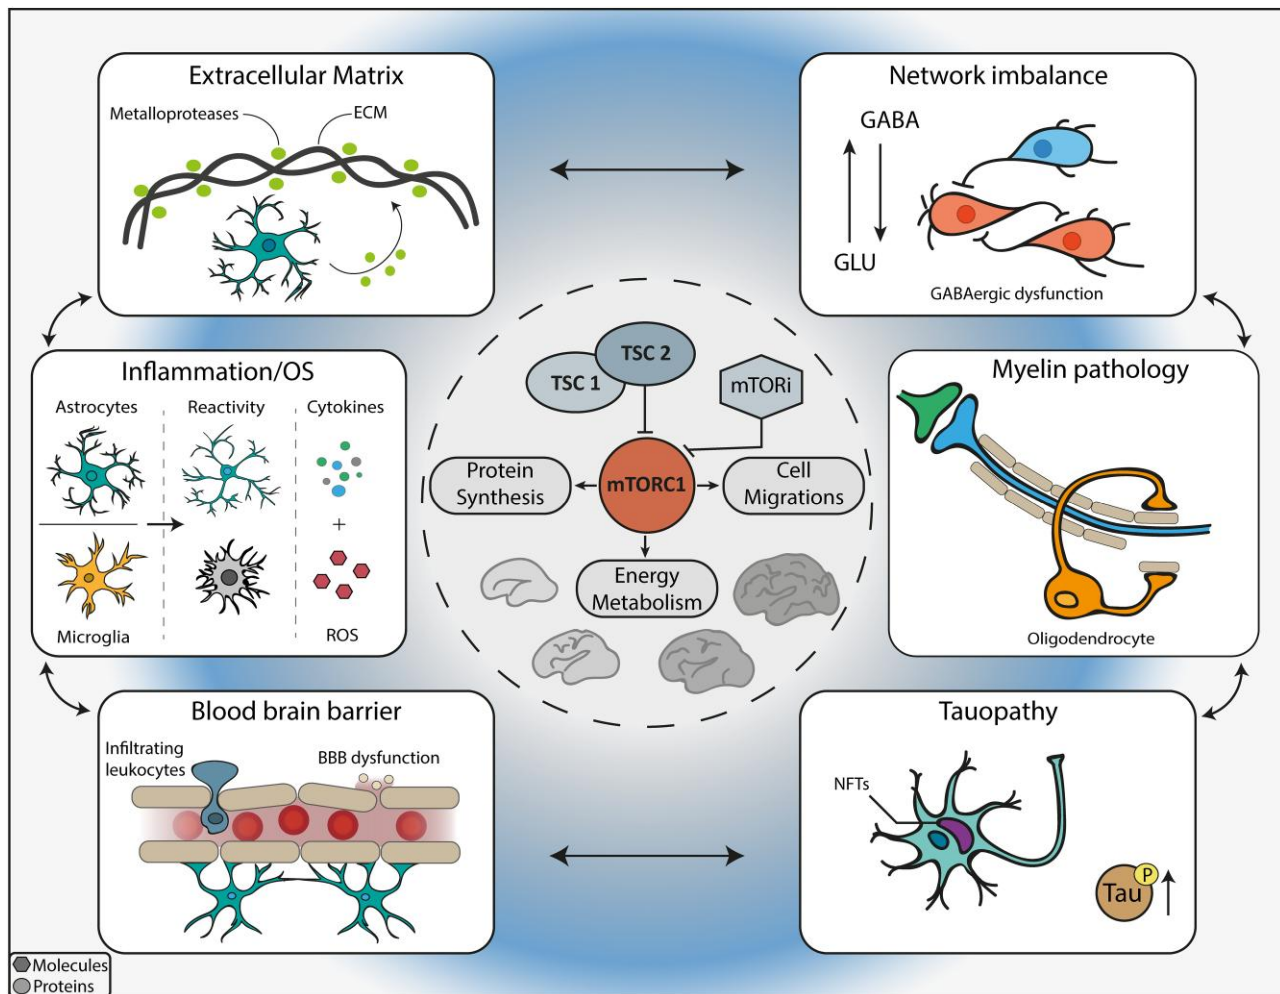 Extracellular Matrix
Metalloproteases
ECM
Network imbalance
GABA
GLU
GABAergic dysfunction
Inflammation/OS
Astrocytes
Reactivity
Cytokines
+
Microglia
ROS
TSC 2
TSC 1
mTORi
mTORC1
Protein
Synthesis
Cell
Migrations
Energy
Metabolism
Myelin pathology
Oligodendrocyte
Blood brain barrier
Infiltrating
leukocytes
BBB dysfunction
Tauopathy
NFTs
Tau
P
Molecules
Proteins